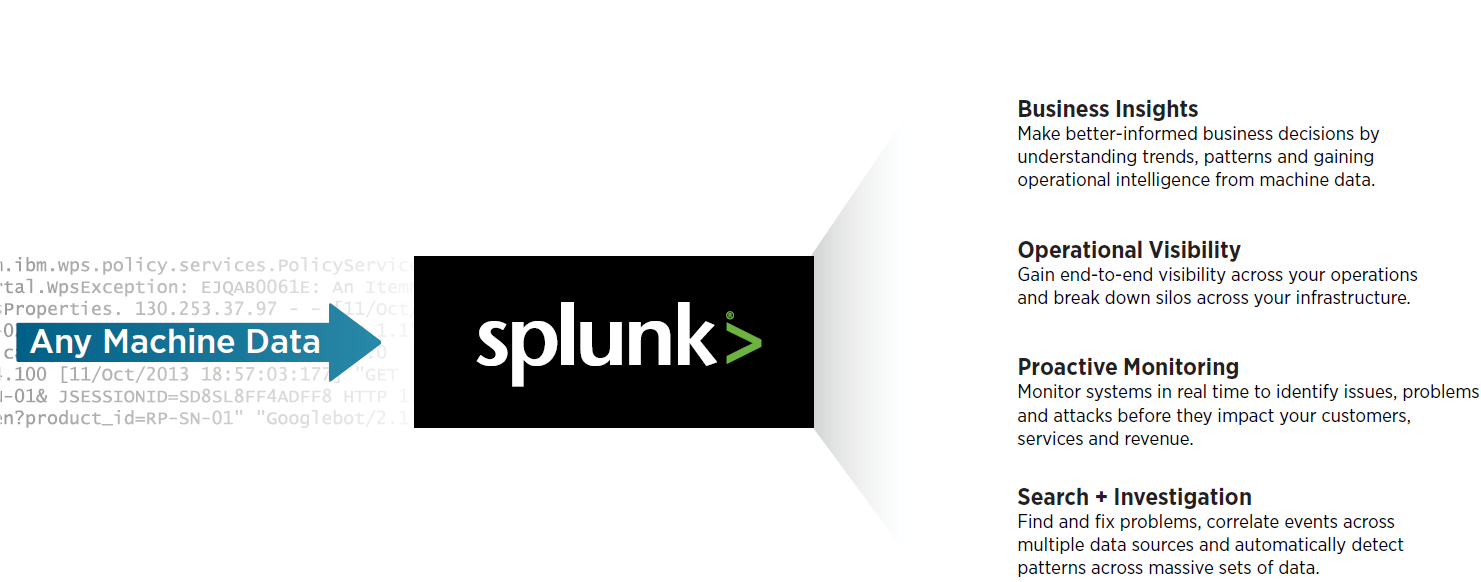 Business Insights
Make better-informed business decisions by
understanding trends, patterns and gaining
operational intelligence from machine data.
Operational Visibility
Gain end-to-end visibility across your operations
and break down silos across your infrastructure.
.ibm.wps.policy.services.PolicyServic
rtal.WpsException: EJQAB0061E: An Item
sProperties. 130.253.37.97 - - [11/Oct/
Any Machine Data
4.100 [11/Oct/2013 18:57:03:177] "GET
N-01& JSESSIONID=SD8SL8FF4ADFF8 HTTP 1
en?product_id=RP-SN-01" "Googlebot/2.1
splunk>®
Proactive Monitoring
Monitor systems in real time to identify issues, problems
and attacks before they impact your customers,
services and revenue.
Search + Investigation
Find and fix problems, correlate events across
multiple data sources and automatically detect
patterns across massive sets of data.